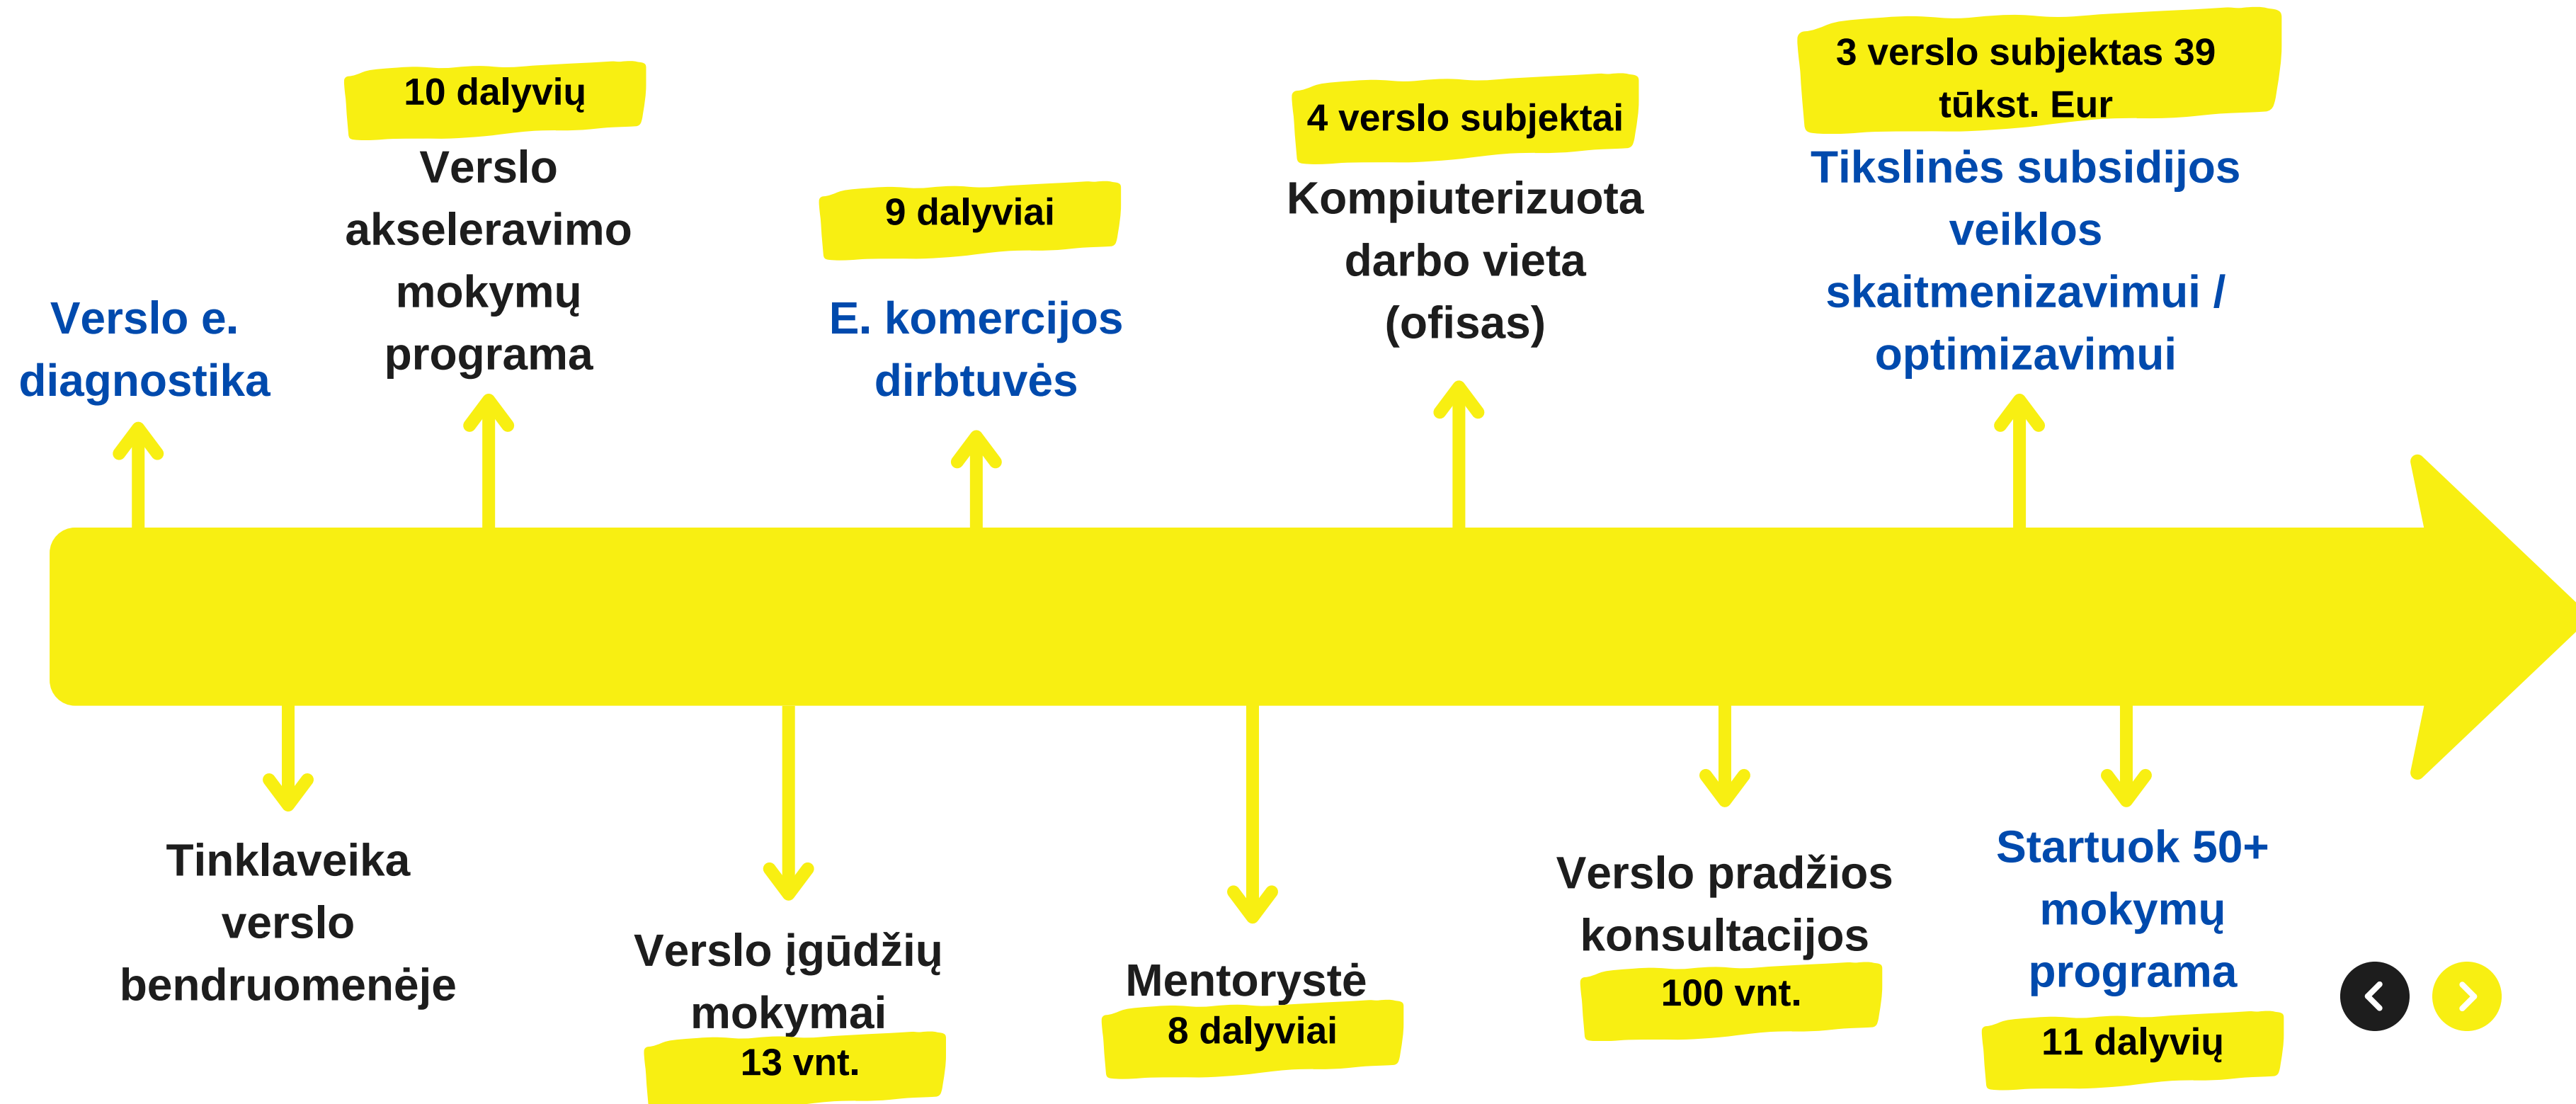 Verslo e.
diagnostika
10 dalyvių
Verslo
akseleravimo
mokymų
programa
9 dalyviai
E. komercijos
dirbtuvės
4 verslo subjektai
Kompiuterizuota
darbo vieta
(ofisas)
3 verslo subjektas 39
tūkst. Eur
Tikslinės subsidijos
veiklos
skaitmenizavimui /
optimizavimui
Tinklaveika
verslo
bendruomenėje
Verslo įgūdžių
mokymai
13 vnt.
Mentorystė
8 dalyviai
Verslo pradžios
konsultacijos
100 vnt.
Startuok 50+
mokymų
programa
11 dalyvių